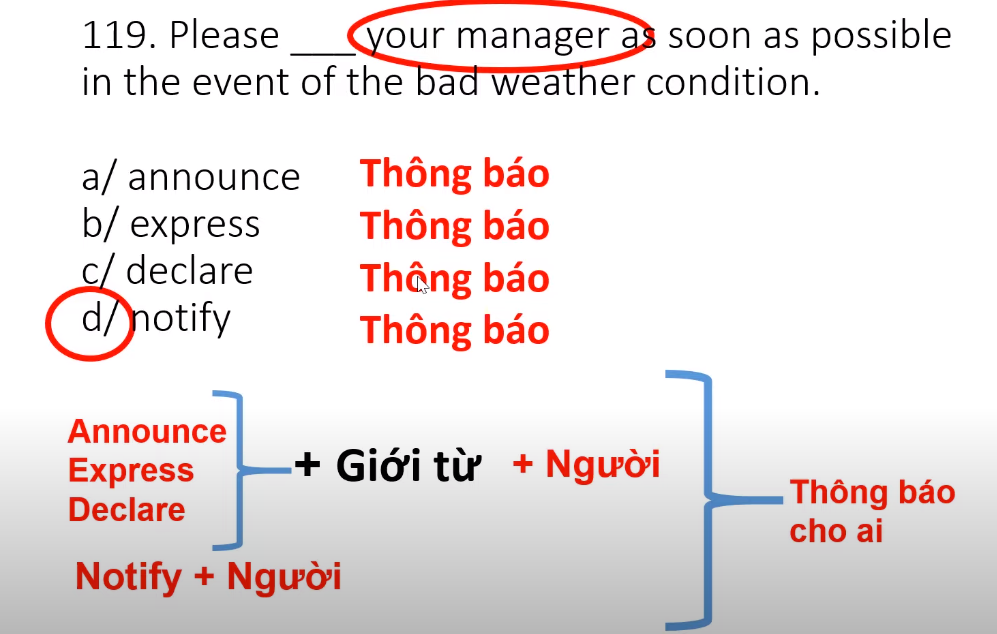 119. Please ___ your manager as soon as possible
in the event of the bad weather condition.
a/ announce Thông báo
b/ express Thông báo
c/ declare Thông báo
d/ notify Thông báo
Announce
Express
Declare
+ Giới từ + Người
Notify + Người
Thông báo
cho ai